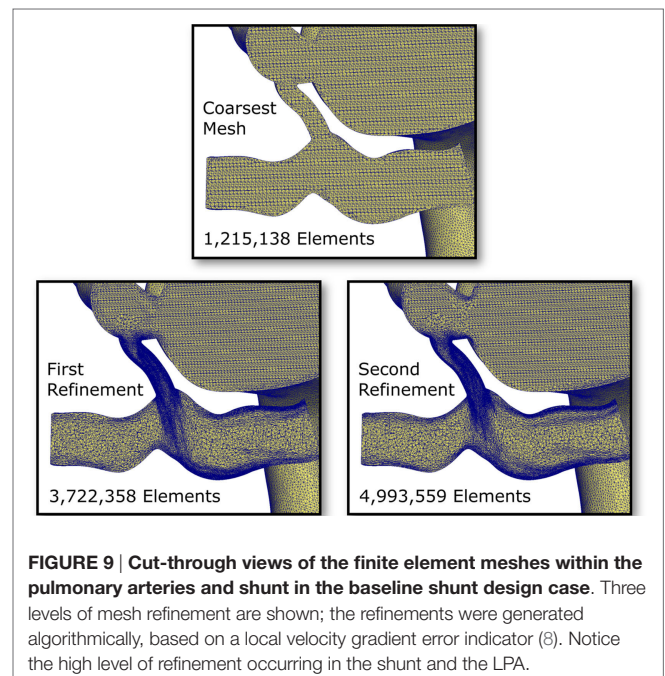 Coarsest
Mesh
1,215,138 Elements
First
Refinement
3,722,358 Elements
Second
Refinement
4,993,559 Elements
FIGURE 9 | Cut-through views of the finite element meshes within the
pulmonary arteries and shunt in the baseline shunt design case. Three
levels of mesh refinement are shown; the refinements were generated
algorithmically, based on a local velocity gradient error indicator (8). Notice
the high level of refinement occurring in the shunt and the LPA.